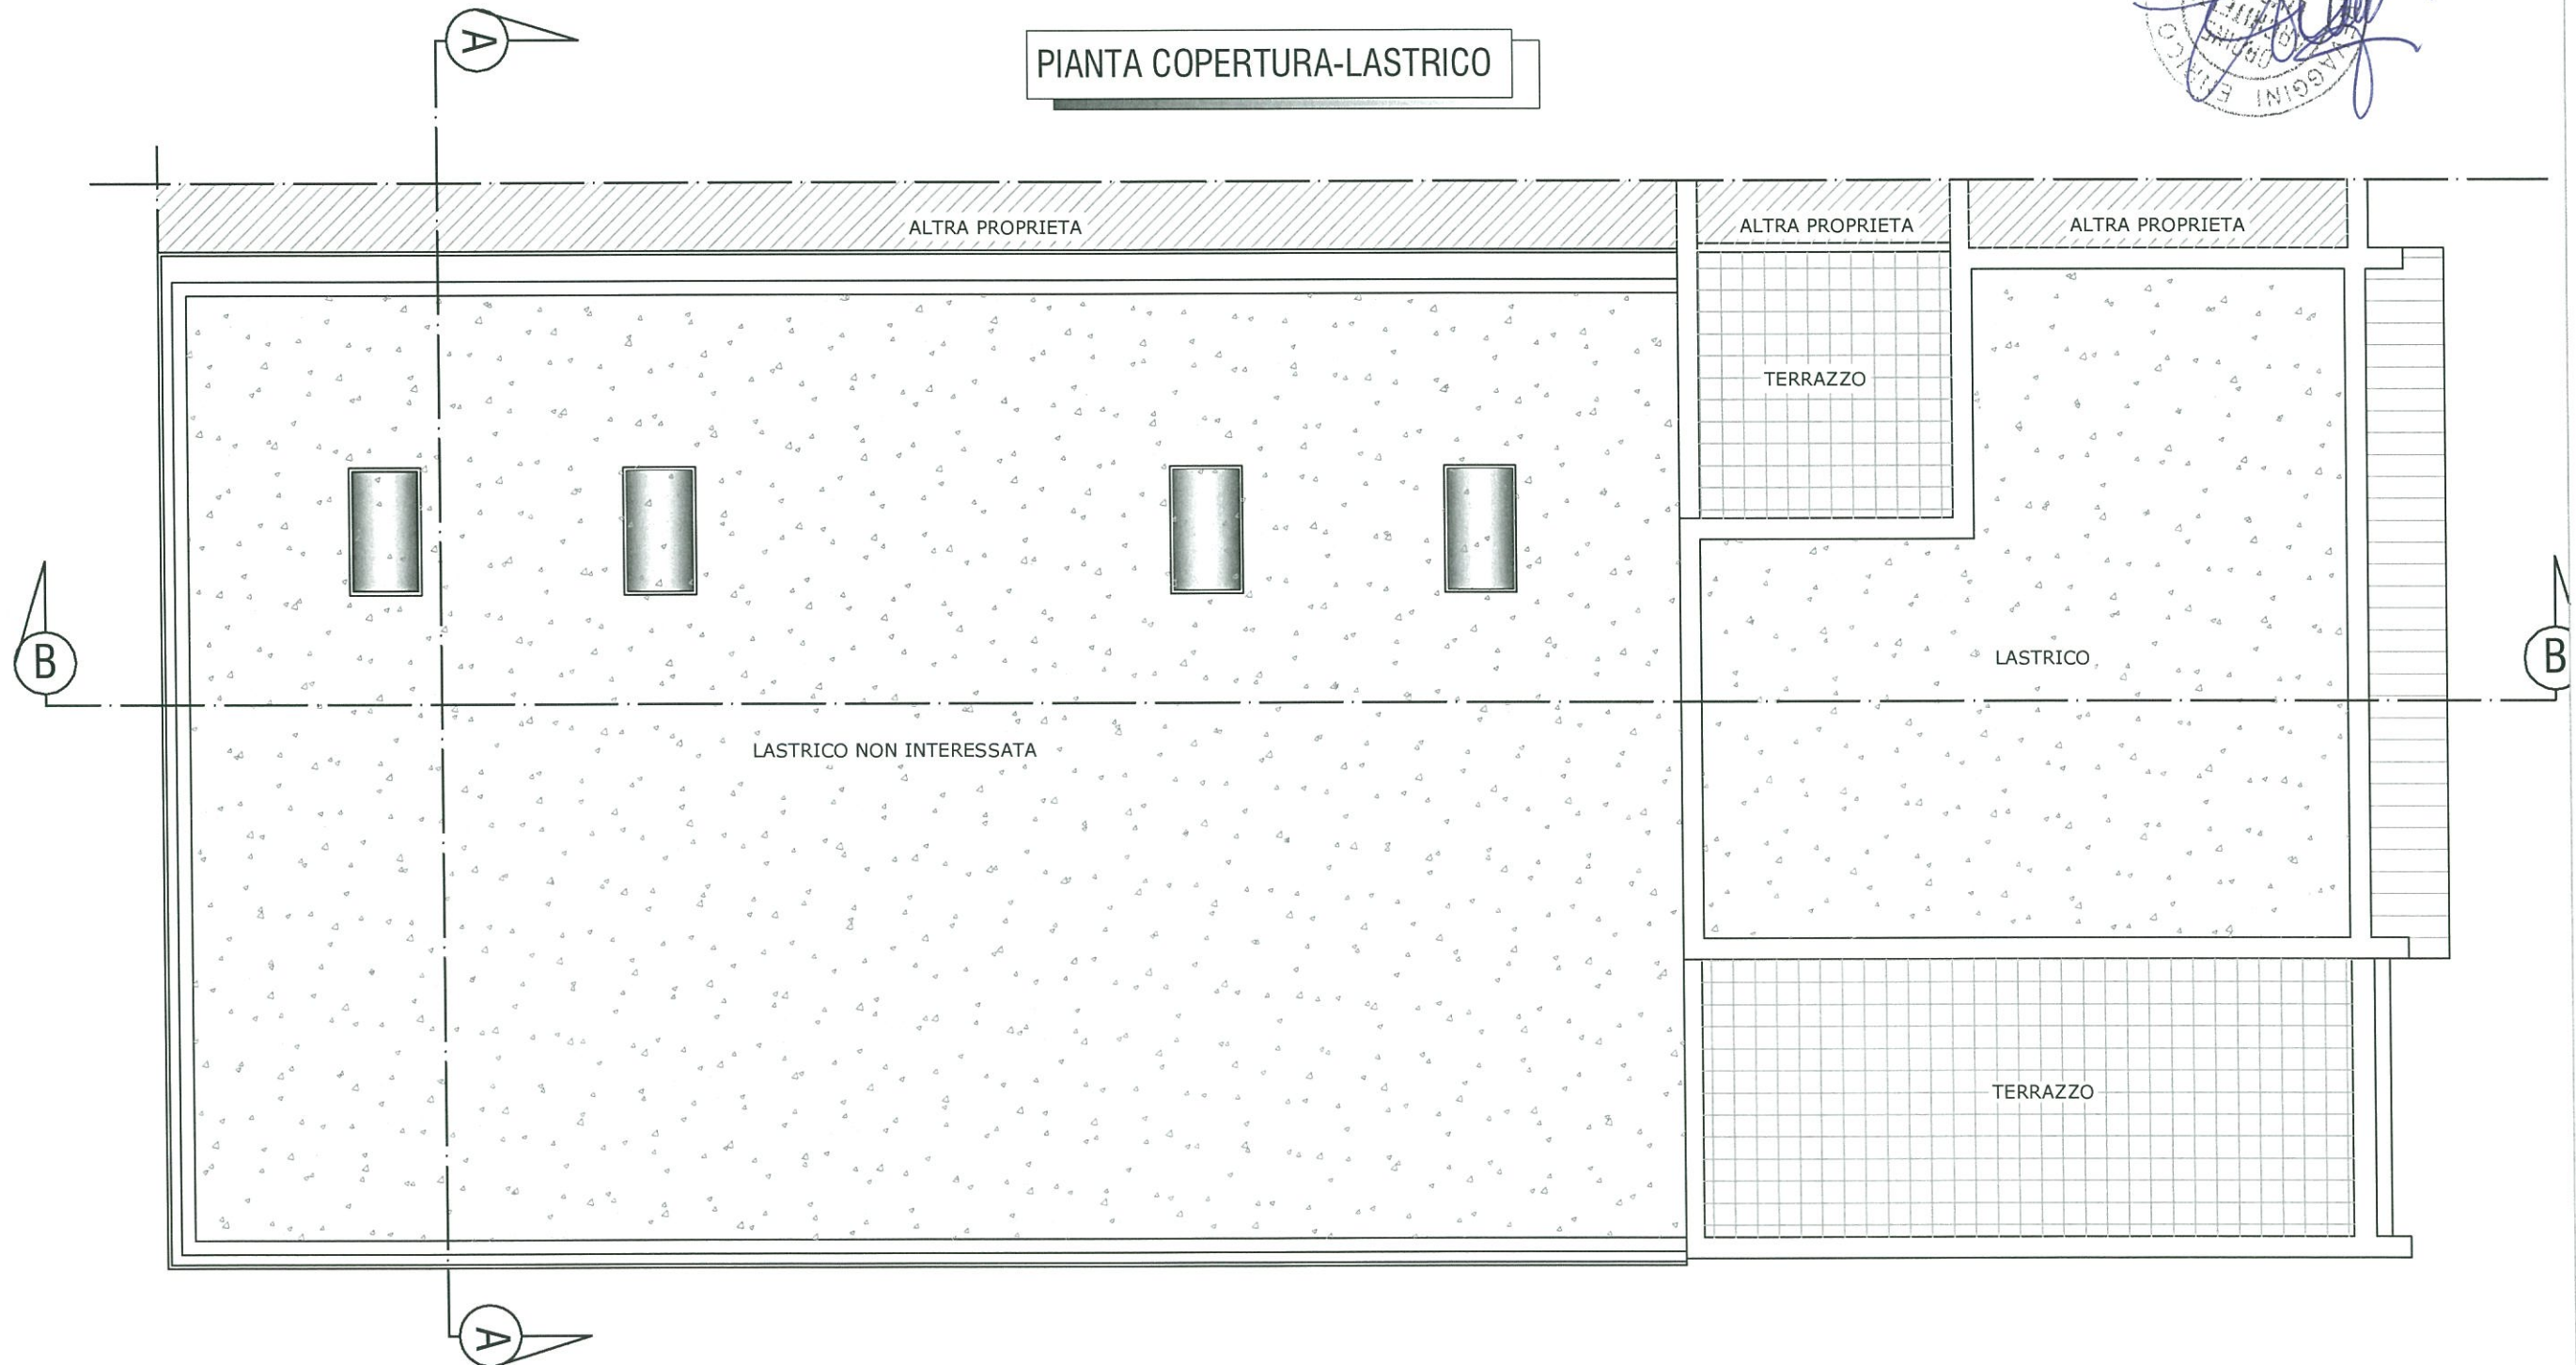 A
PIANTA COPERTURA-LASTRICO
ALTRA PROPRIETA
ALTRA PROPRIETA
ALTRA PROPRIETA
TERRAZZO
B
LASTRICO
B
LASTRICO NON INTERESSATA
TERRAZZO
A